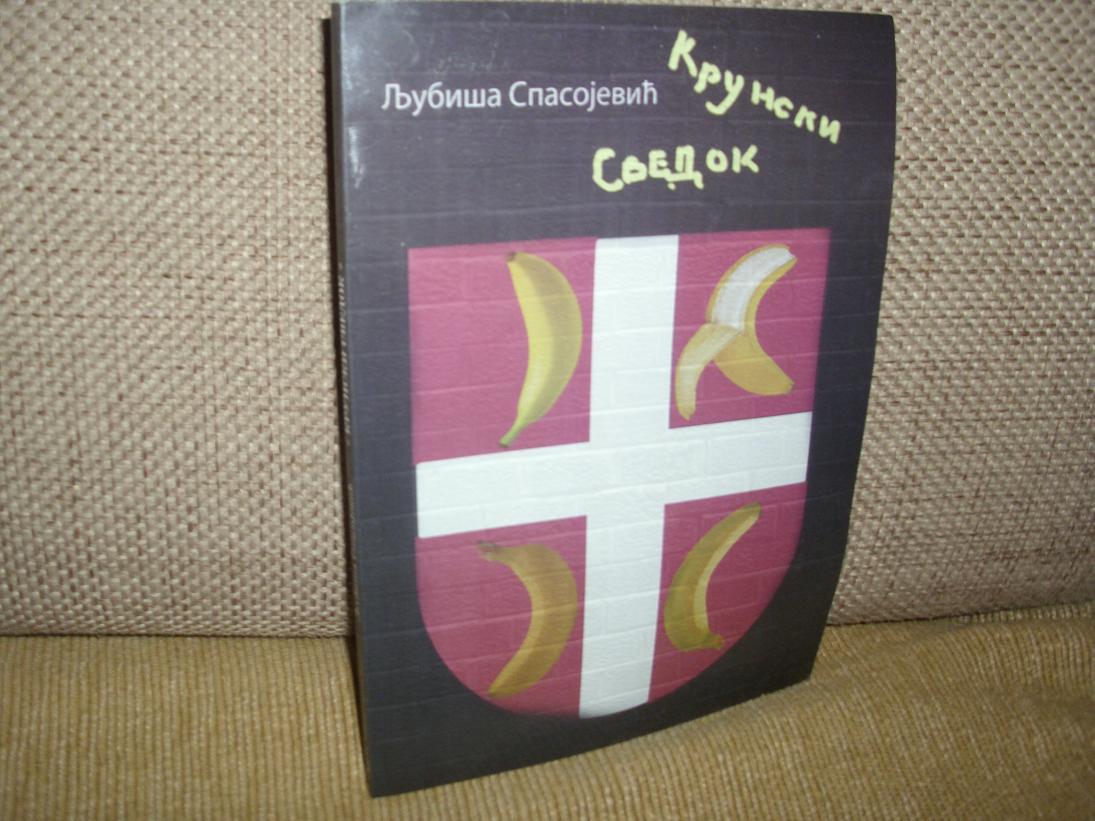 Љубиша Спасојевић
Крунски
Сведок